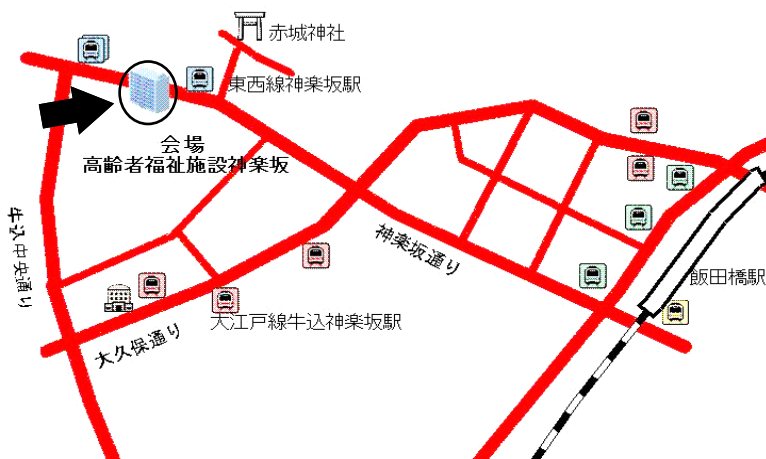 赤城神社
東西線神楽坂駅
会場
高齢者福祉施設神楽坂
牛込中央通り
神楽坂通り
飯田橋駅
大江戸線牛込神楽坂駅
大久保通り